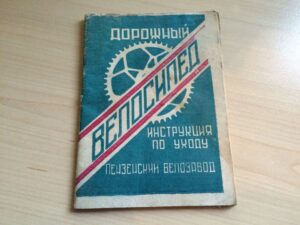 ДОРОЖНЫЙ
ВЕЛОСИПЕД
ИНСТРУКЦИЯ
ПО УХОДУ
ПЕНЗЕНСКИЙ ВЕЛОЗАВОД